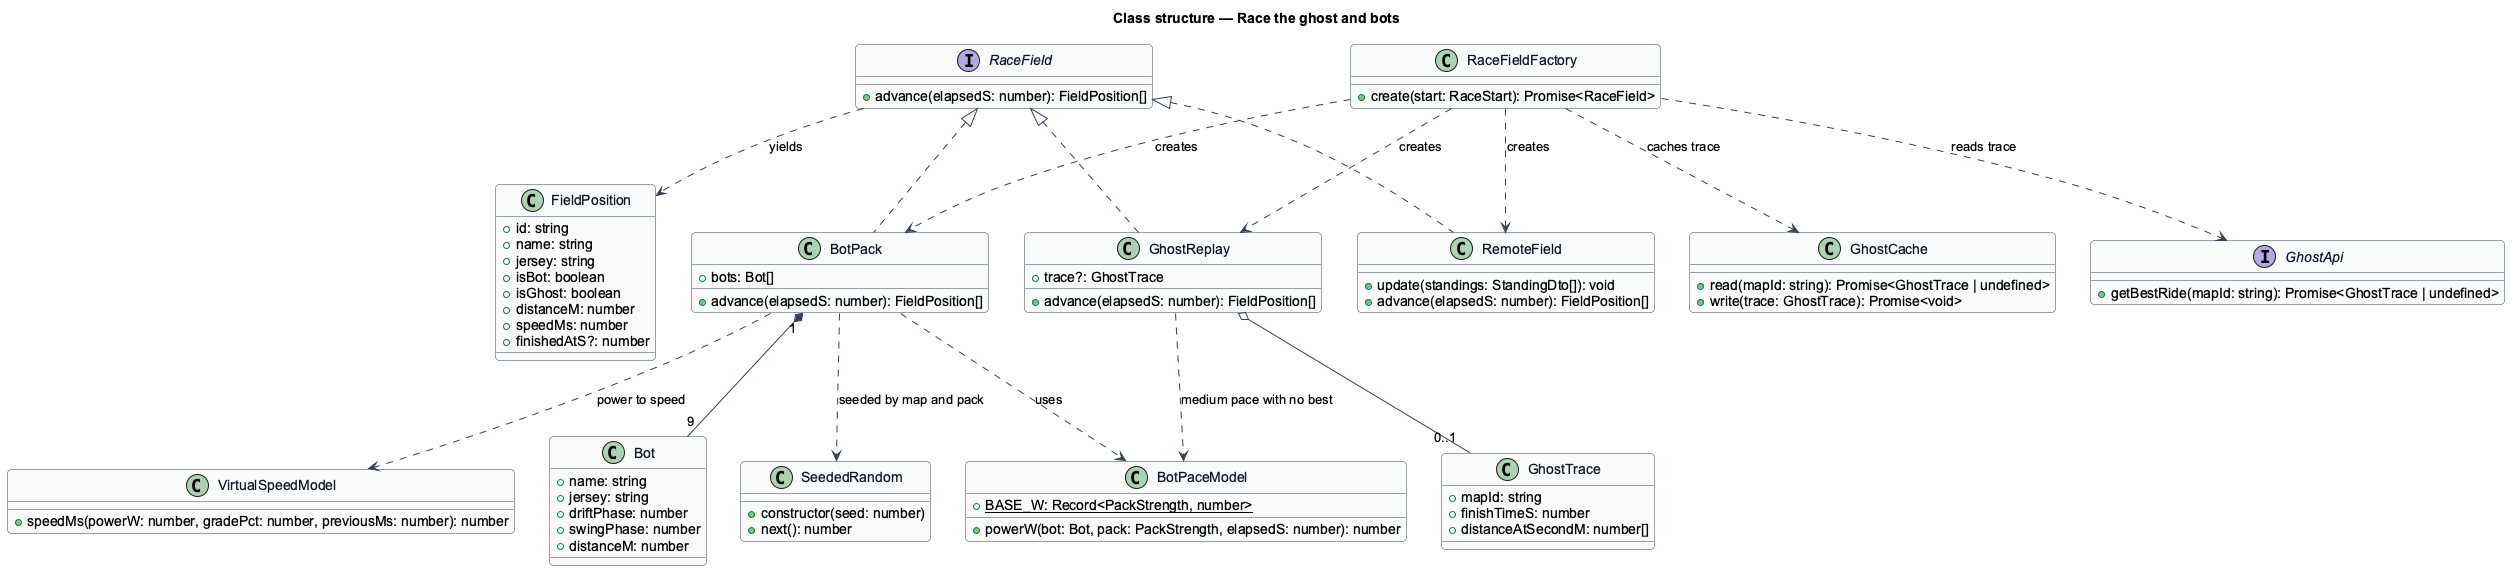 Class structure — Race the ghost and bots
I RaceField
advance(elapsedS: number): FieldPosition[]
C RaceFieldFactory
create(start: RaceStart): Promise<RaceField>
yields
creates
creates
creates
caches trace
reads trace
C FieldPosition
id: string
name: string
jersey: string
isBot: boolean
isGhost: boolean
distanceM: number
speedMs: number
finishedAtS?: number
C BotPack
bots: Bot[]
advance(elapsedS: number): FieldPosition[]
C GhostReplay
trace?: GhostTrace
advance(elapsedS: number): FieldPosition[]
C RemoteField
update(standings: StandingDto[]): void
advance(elapsedS: number): FieldPosition[]
C GhostCache
read(mapId: string): Promise<GhostTrace | undefined>
write(trace: GhostTrace): Promise<void>
I GhostApi
getBestRide(mapId: string): Promise<GhostTrace | undefined>
1
power to speed
seeded by map and pack
uses
medium pace with no best
9
0..1
C VirtualSpeedModel
speedMs(powerW: number, gradePct: number, previousMs: number): number
C Bot
name: string
jersey: string
driftPhase: number
swingPhase: number
distanceM: number
C SeededRandom
constructor(seed: number)
next(): number
C BotPaceModel
BASE_W: Record<PackStrength, number>
powerW(bot: Bot, pack: PackStrength, elapsedS: number): number
C GhostTrace
mapId: string
finishTimeS: number
distanceAtSecondM: number[]